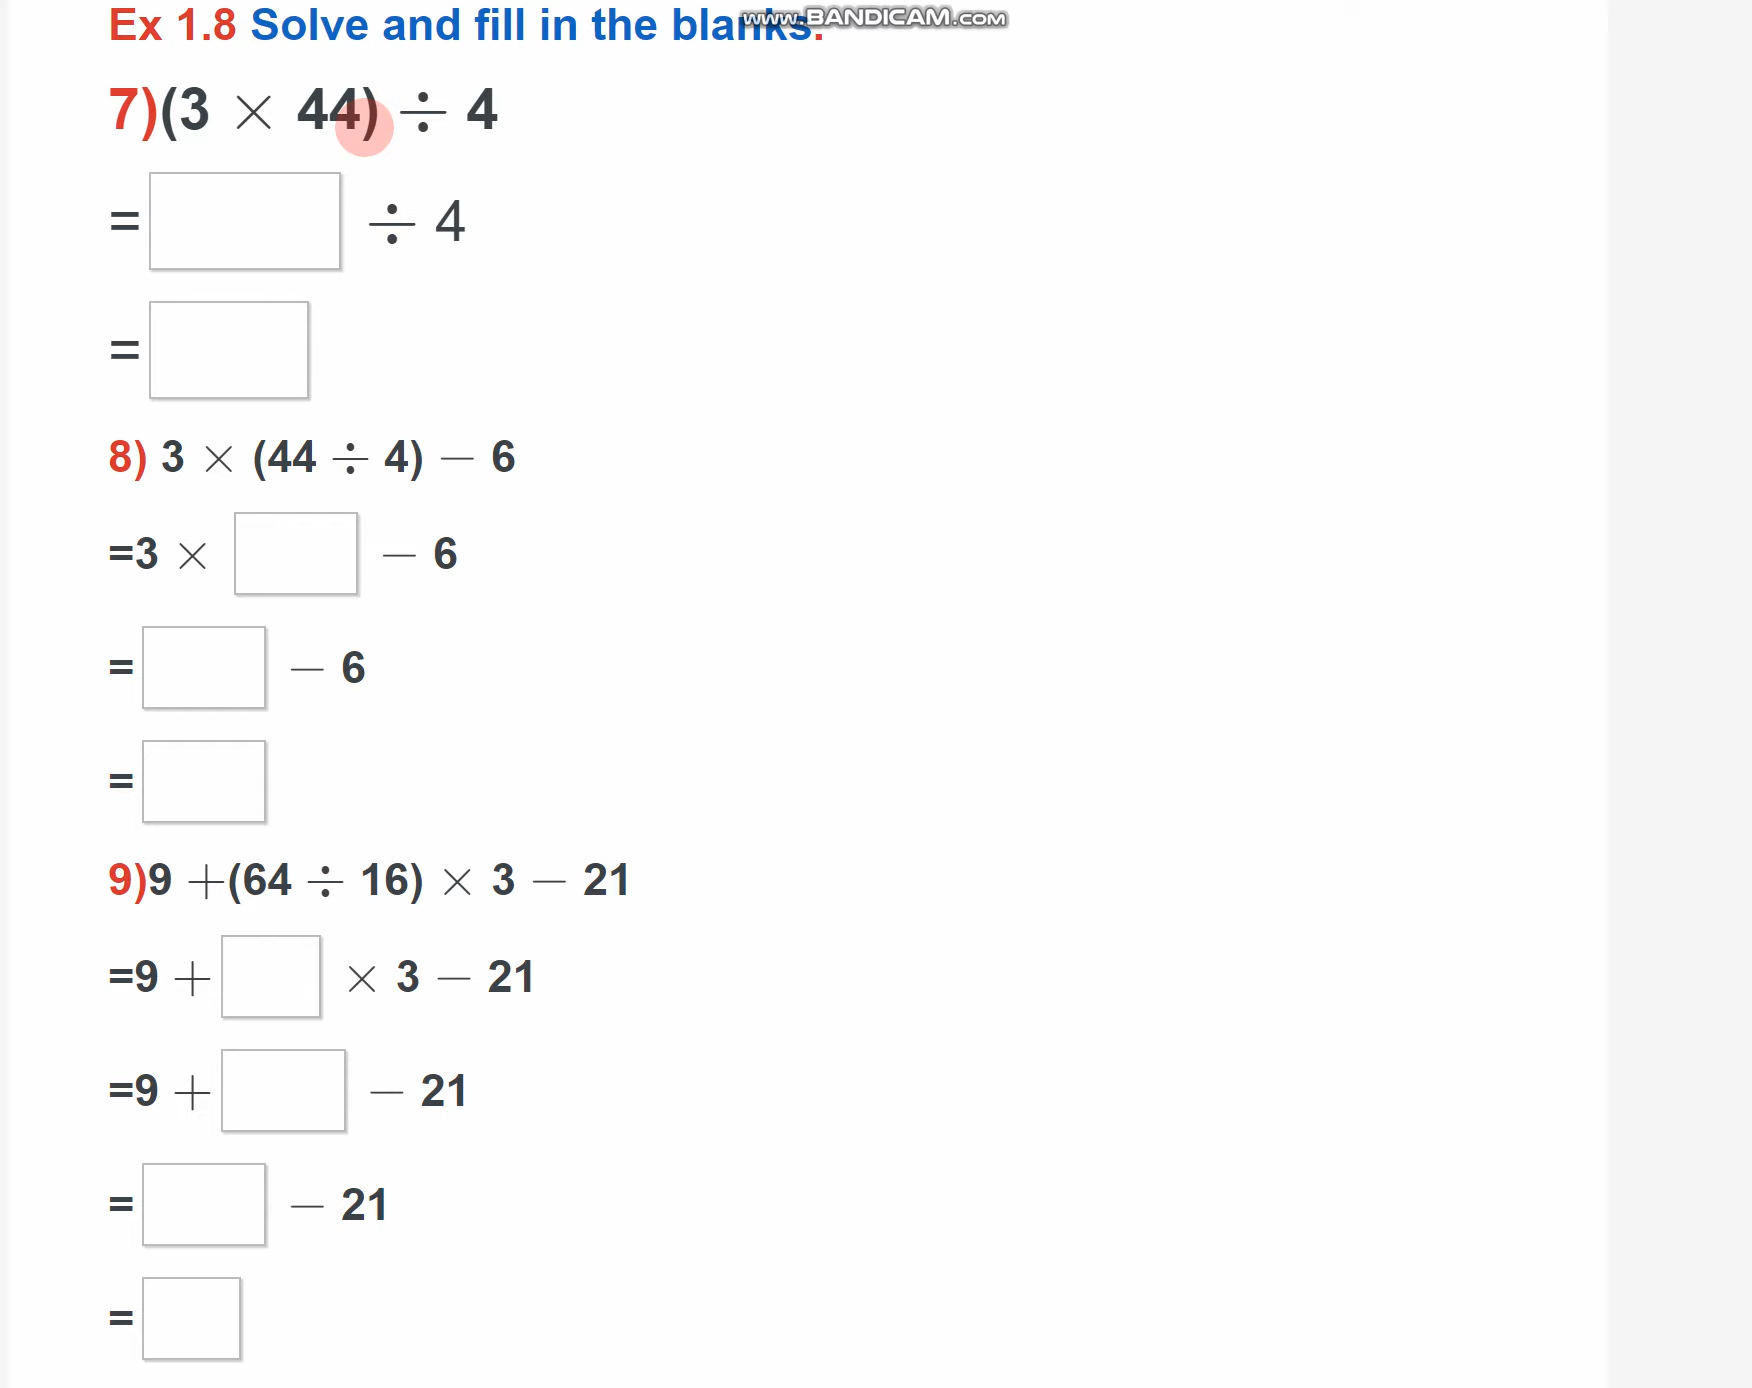 Ex 1.8 Solve and fill in the blanks.
www.BANDICAM.com
7)(3 × 44) ÷ 4
= ÷ 4
=
8) 3 × (44 ÷ 4) − 6
=3 × − 6
= − 6
=
9)9 +(64 ÷ 16) × 3 − 21
=9 + × 3 − 21
=9 + − 21
= − 21
=